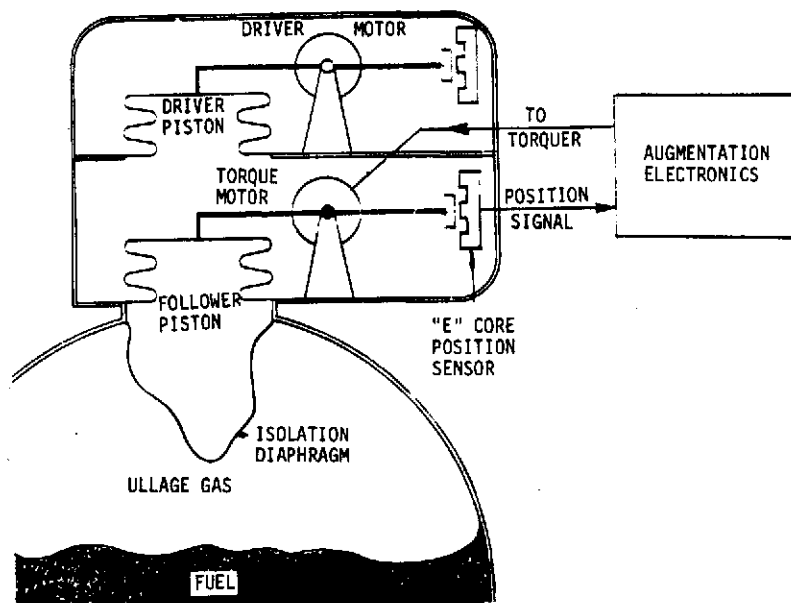 DRIVER MOTOR
DRIVER
PISTON
TO
TORQUER
AUGMENTATION
ELECTRONICS
TORQUE
MOTOR
POSITION
SIGNAL
FOLLOWER
PISTON
"E" CORE
POSITION
SENSOR
ISOLATION
DIAPHRAGM
ULLAGE GAS
FUEL